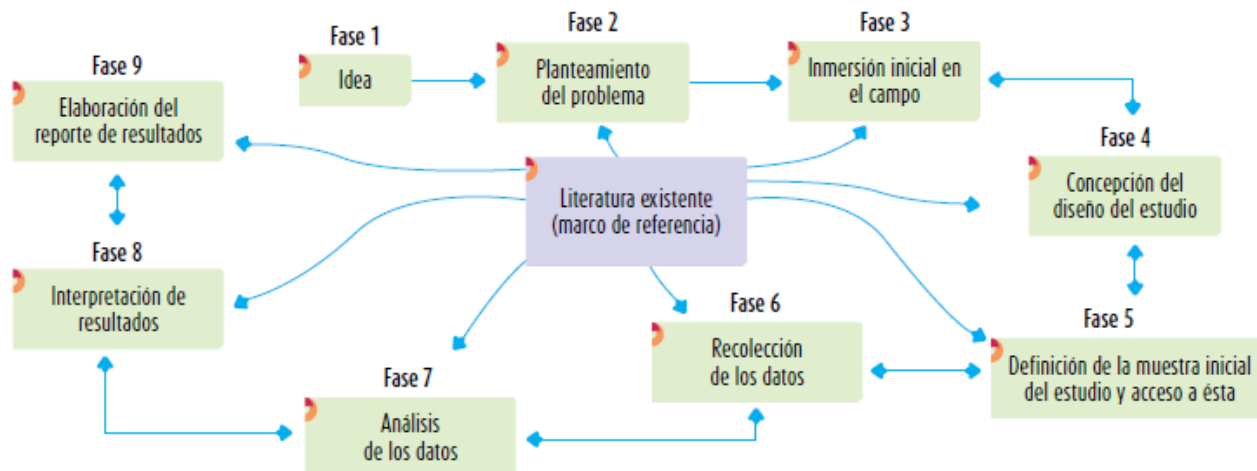 Fase 1
Idea
Fase 2
Planteamiento
del problema
Fase 3
Inmersión inicial en
el campo
Fase 4
Concepción del
diseño del estudio
Fase 5
Definición de la muestra inicial
del estudio y acceso a ésta
Fase 6
Recolección
de los datos
Fase 7
Análisis
de los datos
Fase 8
Interpretación de
resultados
Fase 9
Elaboración del
reporte de resultados
Literatura existente
(marco de referencia)